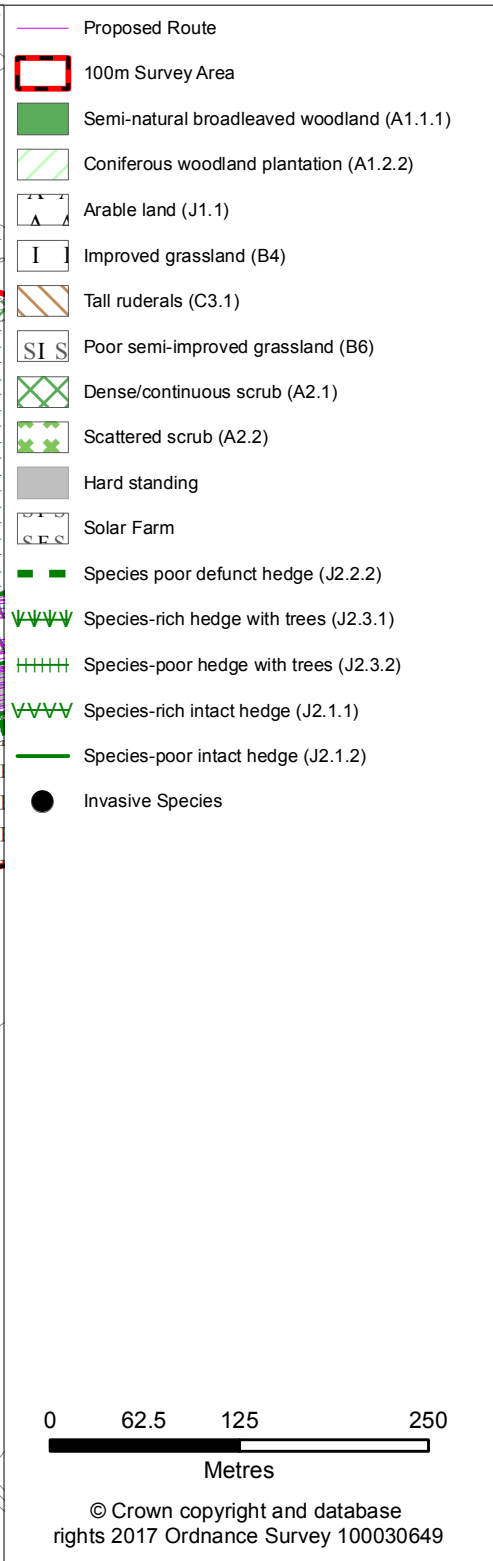 Proposed Route
100m Survey Area
Semi-natural broadleaved woodland (A1.1.1)
Coniferous woodland plantation (A1.2.2)
Arable land (J1.1)
I Improved grassland (B4)
Tall ruderals (C3.1)
SI S Poor semi-improved grassland (B6)
Dense/continuous scrub (A2.1)
Scattered scrub (A2.2)
Hard standing
Solar Farm
Species poor defunct hedge (J2.2.2)
Species-rich hedge with trees (J2.3.1)
Species-poor hedge with trees (J2.3.2)
Species-rich intact hedge (J2.1.1)
Species-poor intact hedge (J2.1.2)
Invasive Species
0 62.5 125 250
Metres
© Crown copyright and database
rights 2017 Ordnance Survey 100030649